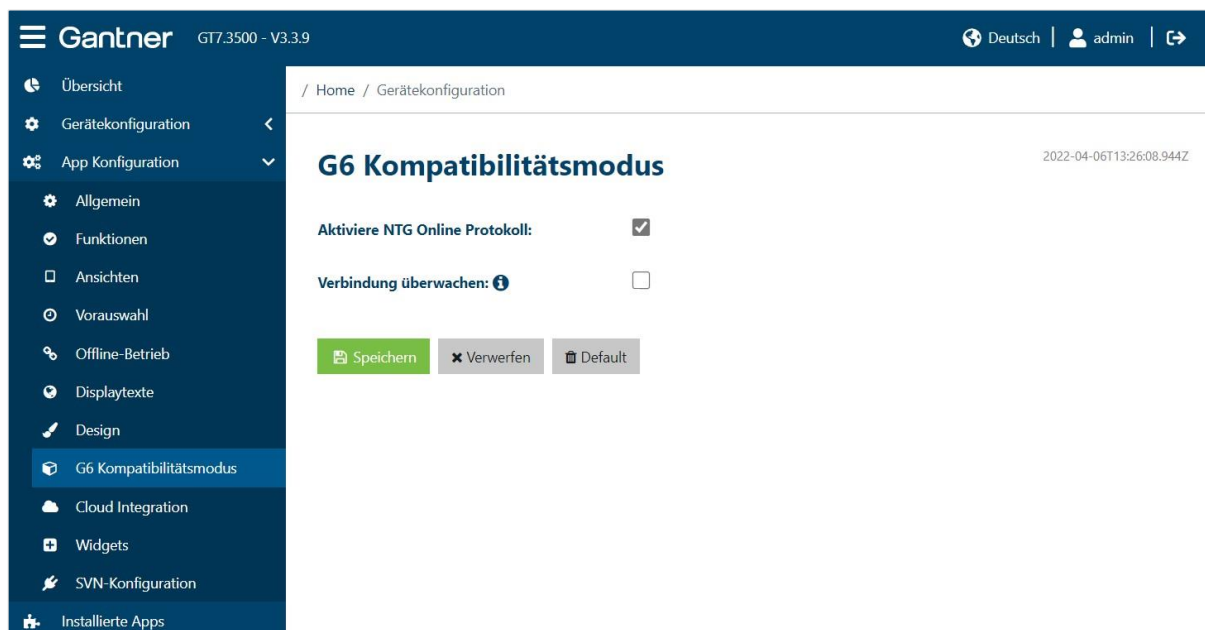 Gantner GT7.3500 - V3.3.9 Deutsch | admin |
Übersicht
Gerätekonfiguration
App Konfiguration
Allgemein
Funktionen
Ansichten
Vorauswahl
Offline-Betrieb
Displaytexte
Design
G6 Kompatibilitätsmodus
Cloud Integration
Widgets
SVN-Konfiguration
Installierte Apps
/ Home / Gerätekonfiguration
G6 Kompatibilitätsmodus
2022-04-06T13:26:08.944Z
Aktiviere NTG Online Protokoll:
Verbindung überwachen:
Speichern Verwerfen Default